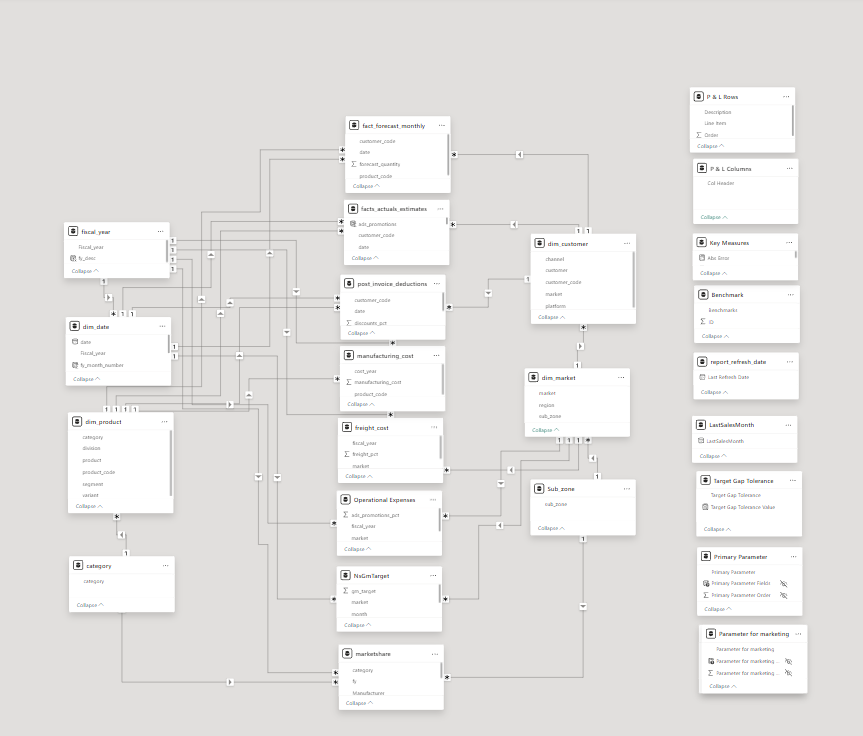 P & L Rows
Description
Line Item
Order
Collapse
P & L Columns
Col Header
Collapse
fact_forecast_monthly
customer_code
date
forecast_quantity
product_code
Collapse
facts_actuals_estimates
ads_promotions
customer_code
date
Collapse
fiscal_year
Fiscal_year
fy_desc
Collapse
dim_customer
channel
customer
customer_code
market
platform
Collapse
Key Measures
Abs Error
Collapse
post_invoice_deductions
customer_code
date
discounts_pct
Collapse
Benchmark
Benchmarks
Collapse
dim_date
date
Fiscal_year
fy_month_number
Collapse
manufacturing_cost
cost_year
manufacturing_cost
product_code
Collapse
dim_market
market
region
sub_zone
Collapse
report_refresh_date
Last Refresh Date
Collapse
dim_product
category
division
product
product_code
segment
variant
Collapse
freight_cost
fiscal_year
freight_pct
market
Collapse
LastSalesMonth
LastSalesMonth
Collapse
Operational Expenses
ads_promotions_pct
fiscal_year
market
Collapse
Sub_zone
sub_zone
Collapse
Target Gap Tolerance
Target Gap Tolerance
Target Gap Tolerance Value
Collapse
category
category
Collapse
NsGmTarget
gm_target
market
month
Collapse
Primary Parameter
Primary Parameter
Primary Parameter Fields
Primary Parameter Order
Collapse
marketshare
category
fy
Manufacturer
Collapse
Parameter for marketing
Parameter for marketing
Parameter for marketing ...
Parameter for marketing ...
Collapse